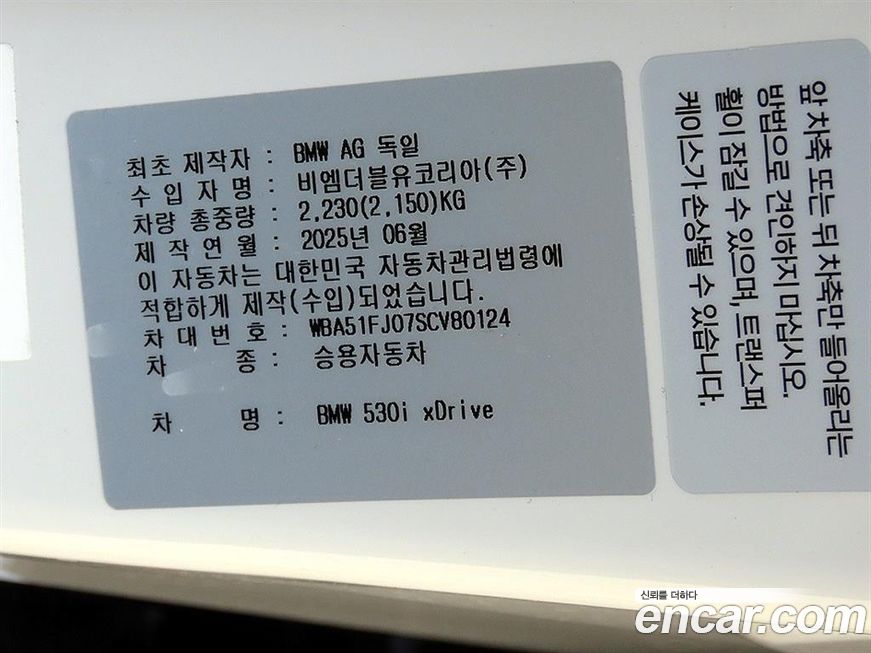 최초 제작자 : BMW AG 독일
수 입 자 명 : 비엠더블유코리아(주)
차량 총중량 : 2,230(2,150)KG
제 작 연 월 : 2025년 06월
이 자동차는 대한민국 자동차관리법령에
적합하게 제작(수입)되었습니다.
차 대 번 호 : WBA51FJ07SCV80124
차 종 : 승용자동차
차 명 : BMW 530i xDrive
앞 차축 또는 뒤 차축만 들어올리는
방법으로 견인하지 마십시오.
휠이 잠길 수 있으며, 트랜스퍼
케이스가 손상될 수 있습니다.
신뢰를 더하다
encar.com